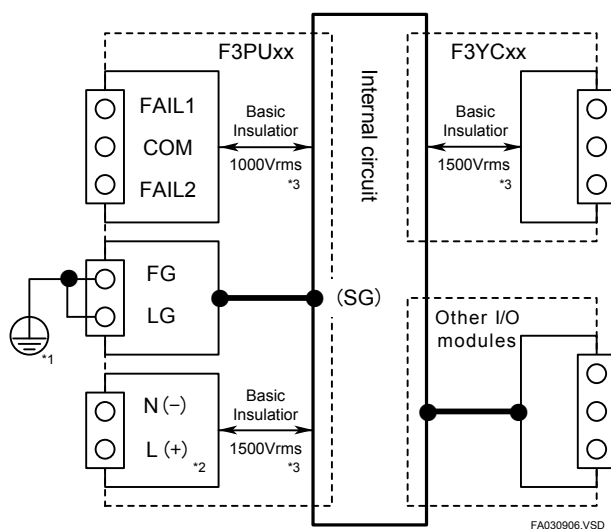 F3PUxx
FAIL1
COM
FAIL2
Basic
Insulatior
1000Vrms
*3
FG
LG
*1
N (−)
L (+)
*2
Basic
Insulatior
1500Vrms
*3
Internal circuit
(SG)
F3YCxx
Basic
Insulatior
1500Vrms
*3
Other I/O
modules
FA030906.VSD